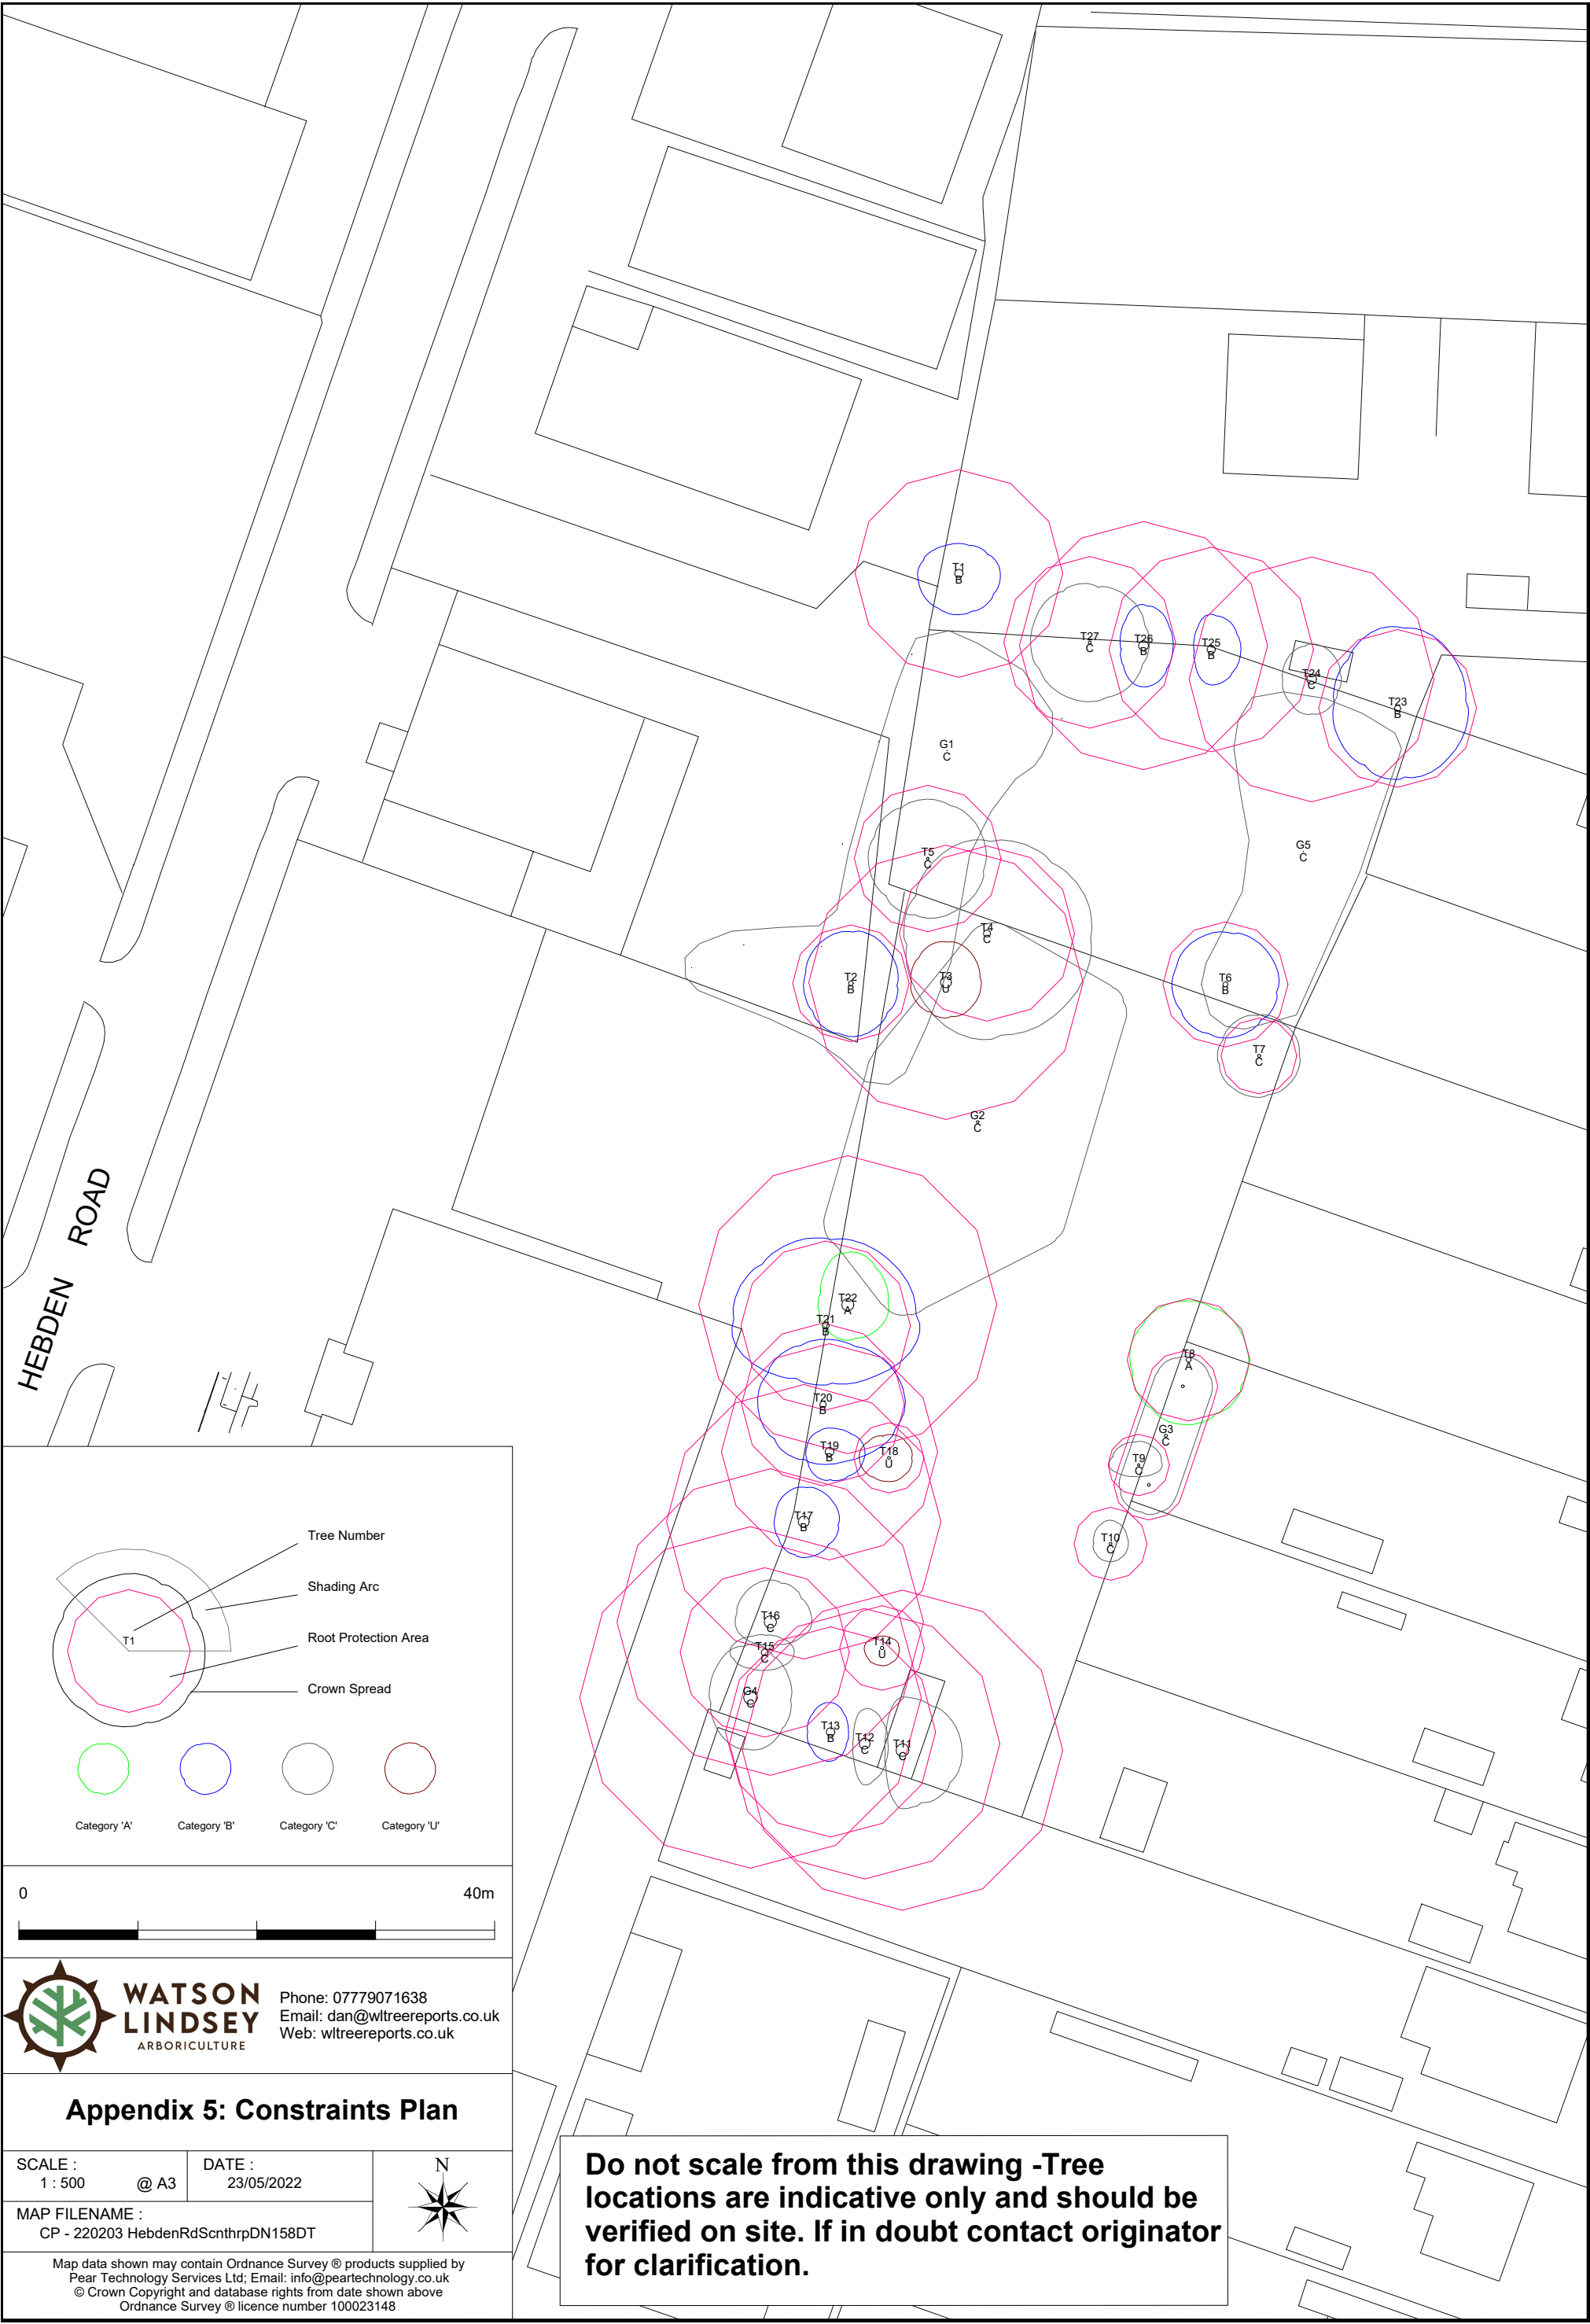 T1
B
T27
C
T26
B
T25
B
T24
C
T23
B
G1
C
T5
C
G5
C
T4
C
T2
B
T3
U
T6
B
T7
C
G2
C
HEBDEN ROAD
T22
A
T21
B
T8
A
T20
B
G3
C
T19
B
T18
U
T9
C
T17
B
T10
C
T16
C
T15
C
T14
U
G4
C
T13
B
T12
C
T11
C
Tree Number
Shading Arc
T1
Root Protection Area
Crown Spread
Category 'A'
Category 'B'
Category 'C'
Category 'U'
0
40m
WATSON
LINDSEY
ARBORICULTURE
Phone: 07779071638
Email: dan@wltreereports.co.uk
Web: wltreereports.co.uk
Appendix 5: Constraints Plan
SCALE :
1 : 500 @ A3
DATE :
23/05/2022
N
MAP FILENAME :
CP - 220203 HebdenRdScnthrpDN158DT
Map data shown may contain Ordnance Survey ® products supplied by
Pear Technology Services Ltd; Email: info@peartechnology.co.uk
© Crown Copyright and database rights from date shown above
Ordnance Survey ® licence number 100023148
Do not scale from this drawing -Tree
locations are indicative only and should be
verified on site. If in doubt contact originator
for clarification.